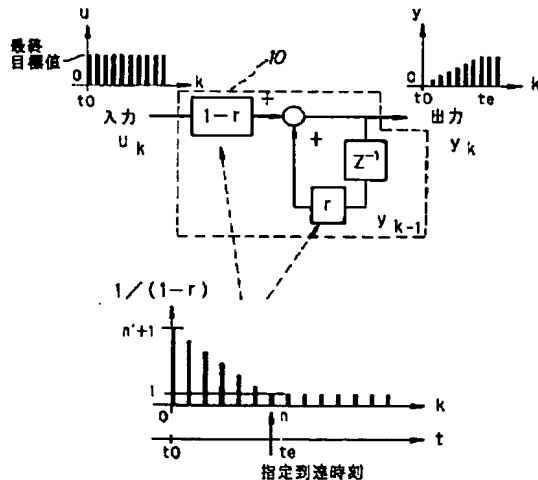 u
最終
目標値
0
t0
k
10
入力
u k
1-r
+
+
Z⁻¹
r
y k-1
y
0
t0
te
k
出力
y k
1/(1-r)
n'+1
1
0
n
k
t0
te
t
指定到達時刻